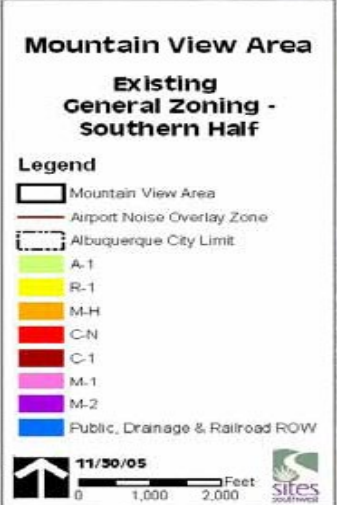 Mountain View Area
Existing
General Zoning -
Southern Half
Legend
Mountain View Area
Airport Noise Overlay Zone
Albuquerque City Limit
A-1
R-1
M-H
C-N
C-1
M-1
M-2
Public, Drainage & Railroad ROW
11/30/05
Feet
0 1,000 2,000
sites
southwest